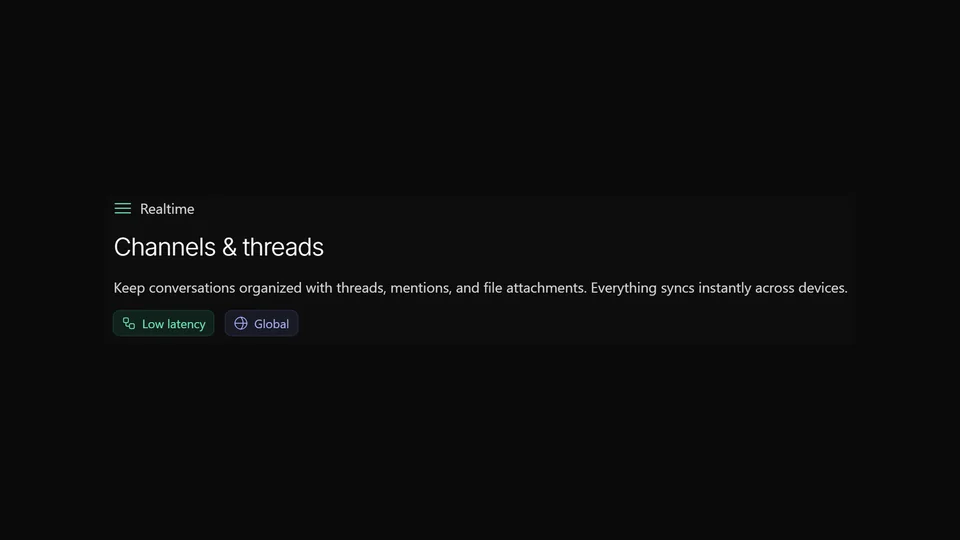 Realtime
Channels & threads
Keep conversations organized with threads, mentions, and file attachments. Everything syncs instantly across devices.
Low latency
Global